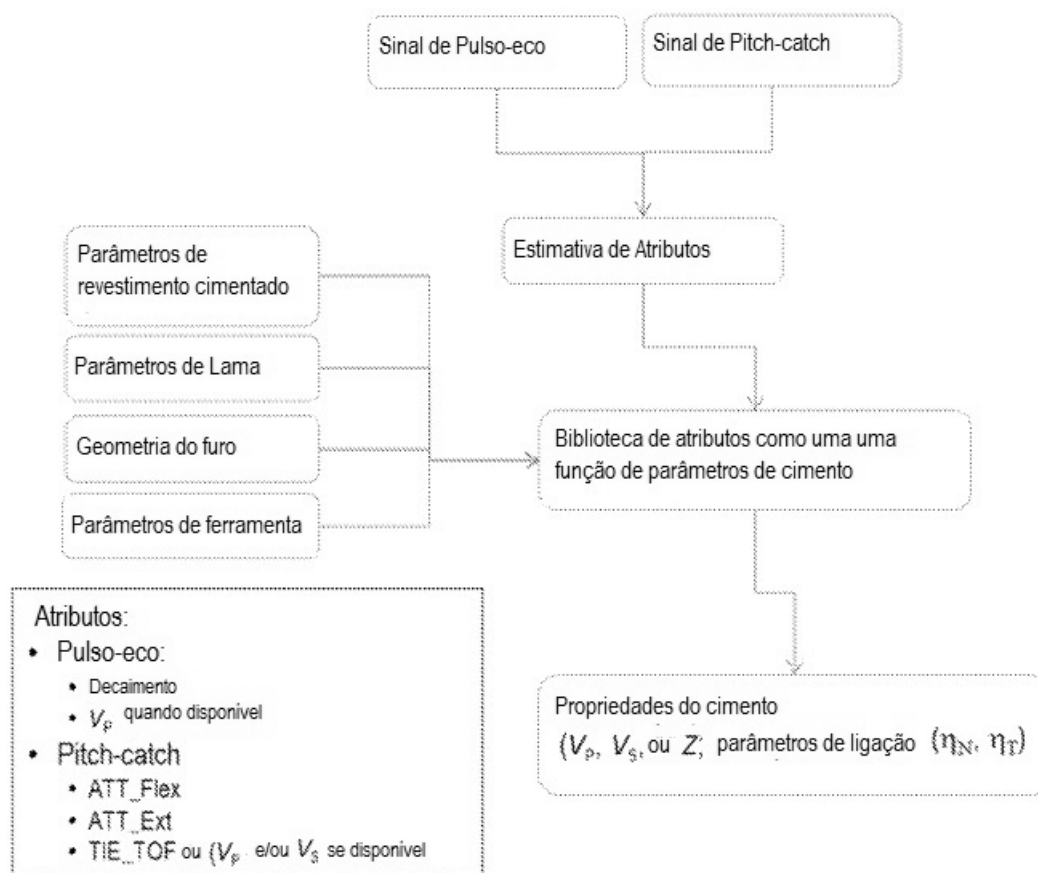 Sinal de Pulso-eco
Sinal de Pitch-catch
Estimativa de Atributos
Parâmetros de
revestimento cimentado
Parâmetros de Lama
Geometria do furo
Parâmetros de ferramenta
Biblioteca de atributos como uma uma
função de parâmetros de cimento
Propriedades do cimento
(Vₚ, Vₛ, ou Z; parâmetros de ligação (η_N, η_T)
Atributos:
• Pulso-eco:
• Decaimento
• Vₚ quando disponível
• Pitch-catch
• ATT_Flex
• ATT_Ext
• TIE_TOF ou (Vₚ e/ou Vₛ se disponível